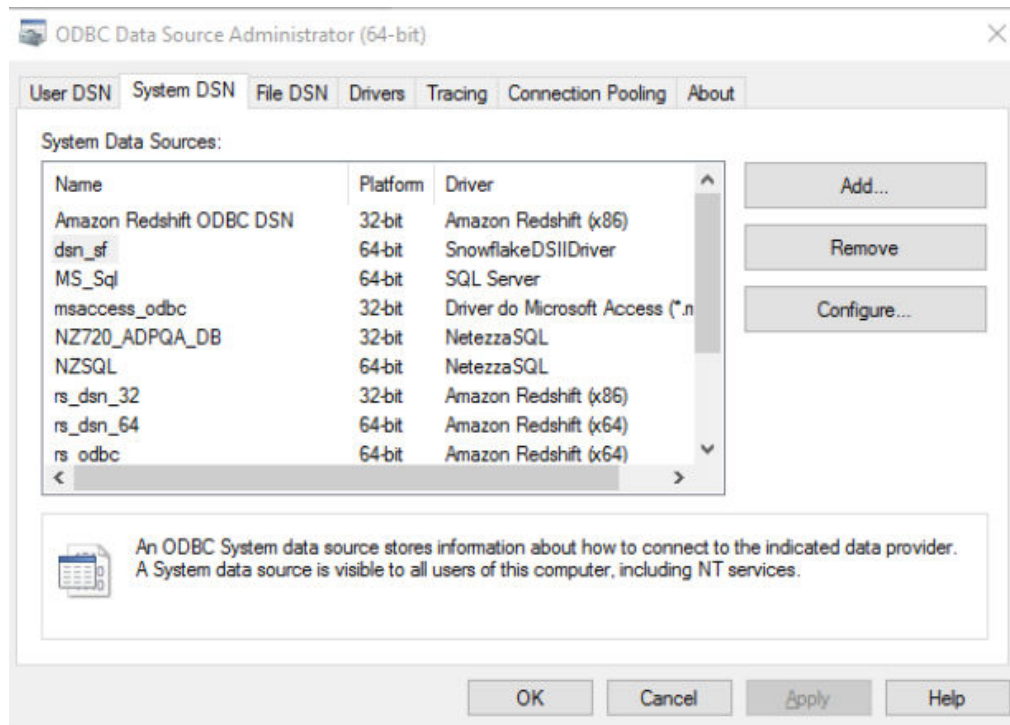 ODBC Data Source Administrator (64-bit)
User DSN System DSN File DSN Drivers Tracing Connection Pooling About
System Data Sources:
Name Platform Driver
Amazon Redshift ODBC DSN 32-bit Amazon Redshift (x86)
dsn_sf 64-bit SnowflakeDSIIDriver
MS_Sql 64-bit SQL Server
msaccess_odbc 32-bit Driver do Microsoft Access (*.m
NZ720_ADPQA_DB 32-bit NetezzaSQL
NZSQL 64-bit NetezzaSQL
rs_dsn_32 32-bit Amazon Redshift (x86)
rs_dsn_64 64-bit Amazon Redshift (x64)
rs_odbc 64-bit Amazon Redshift (x64)
Add...
Remove
Configure...
An ODBC System data source stores information about how to connect to the indicated data provider.
A System data source is visible to all users of this computer, including NT services.
OK Cancel Apply Help